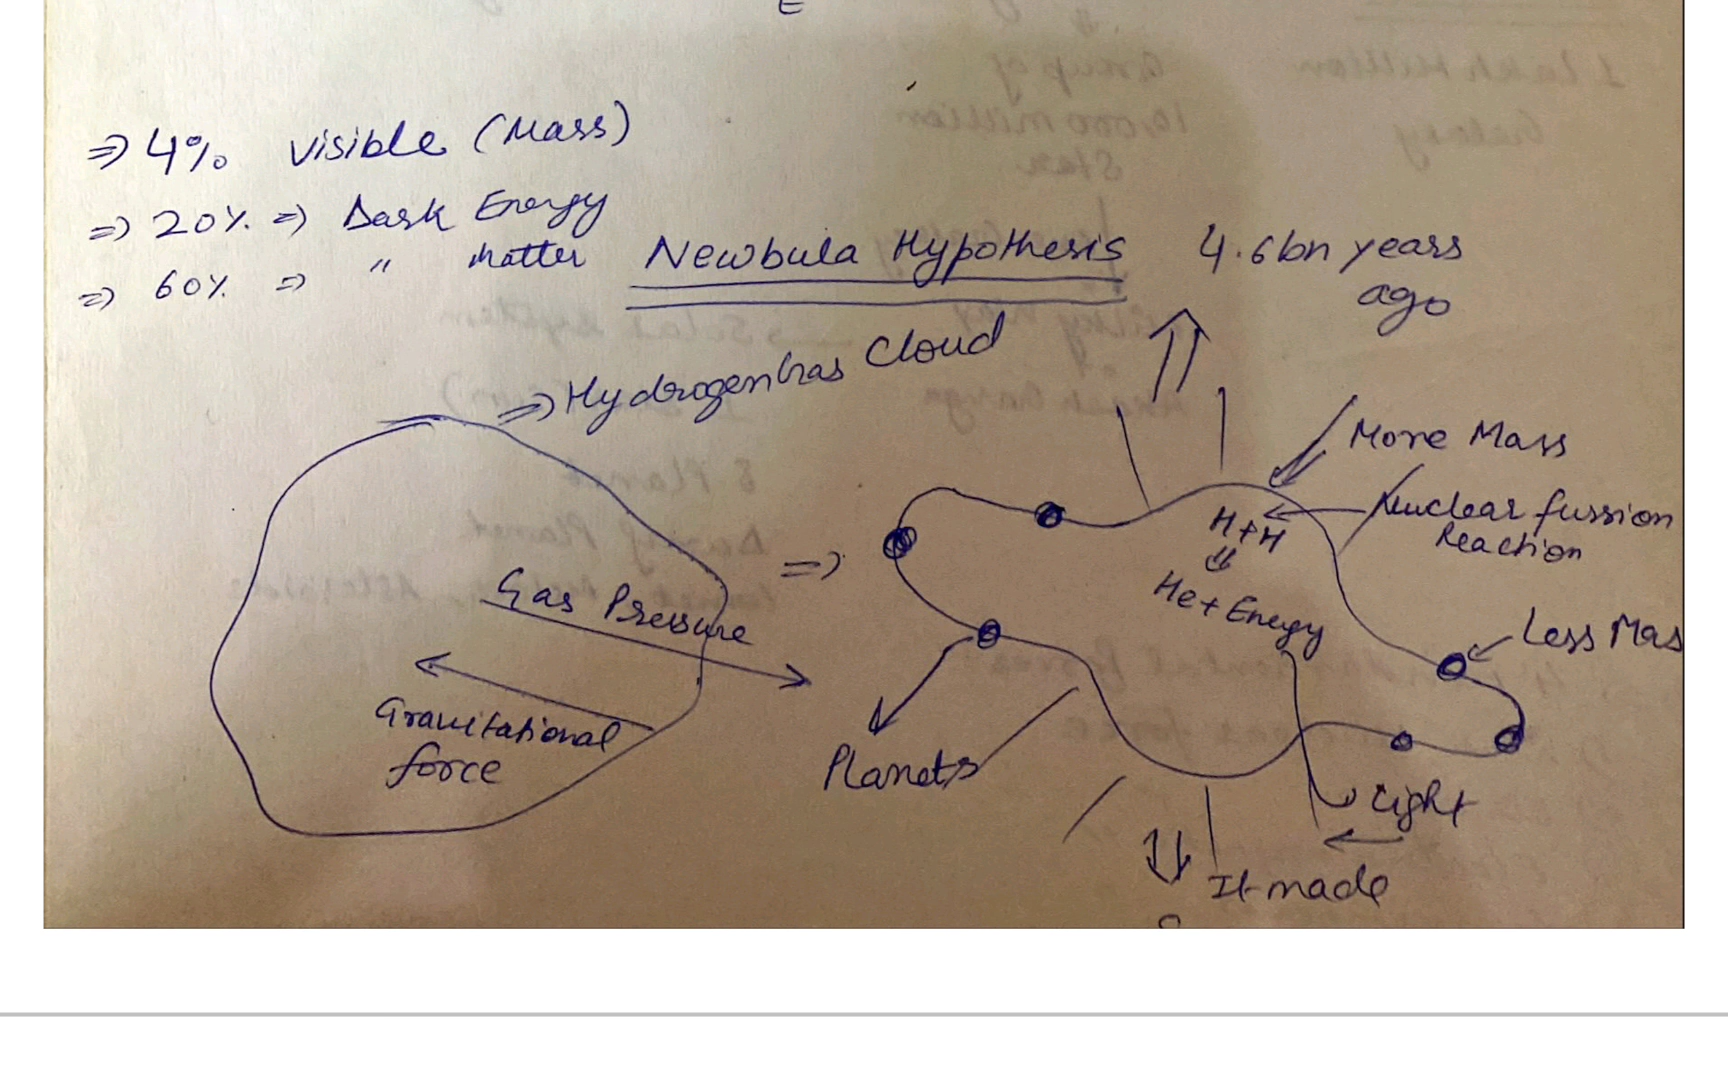 ⇒ 4% visible (Mass)
⇒ 20% ⇒ Dark Energy
⇒ 60% ⇒ " Matter
Newbula Hypothesis
4.6bn years
ago
⇒ Hydrogen Gas Cloud
Gas Pressure
Gravitational
force
⇒
More Mass
Nuclear fussion
Reaction
H+H
⇓
He + Energy
Less Mas
Planets
Light
It made